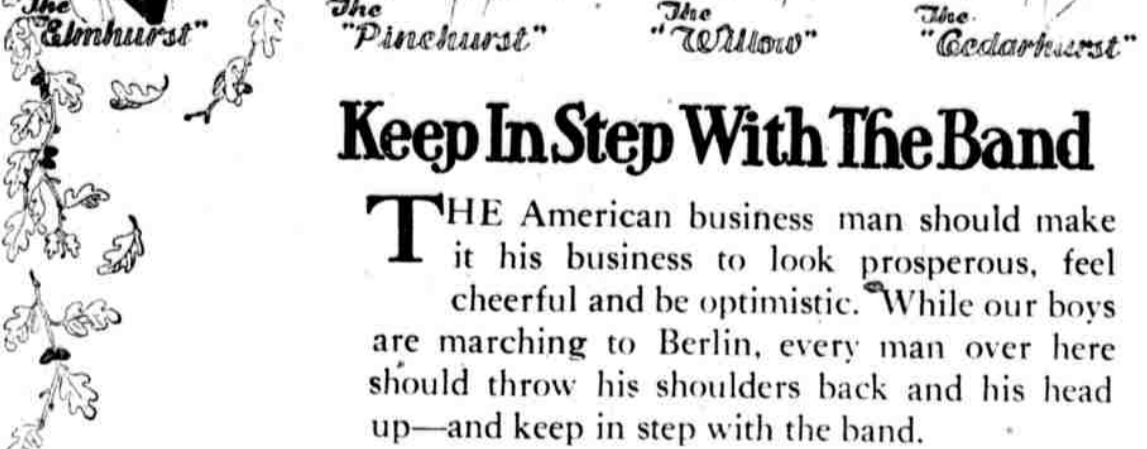 The The The The
"Elmhurst" "Pinehurst" "Willow" "Cedarhurst"
Keep In Step With The Band
THE American business man should make
it his business to look prosperous, feel
cheerful and be optimistic. While our boys
are marching to Berlin, every man over here
should throw his shoulders back and his head
up—and keep in step with the band.